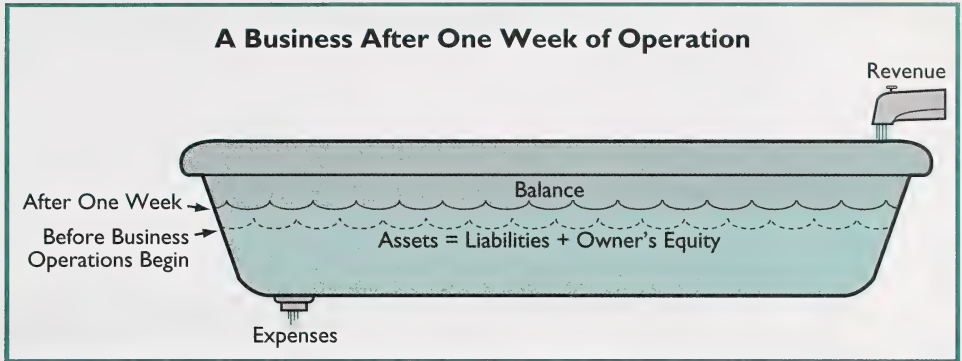 A Business After One Week of Operation
Revenue
Balance
After One Week
Before Business
Operations Begin
Assets = Liabilities + Owner's Equity
Expenses